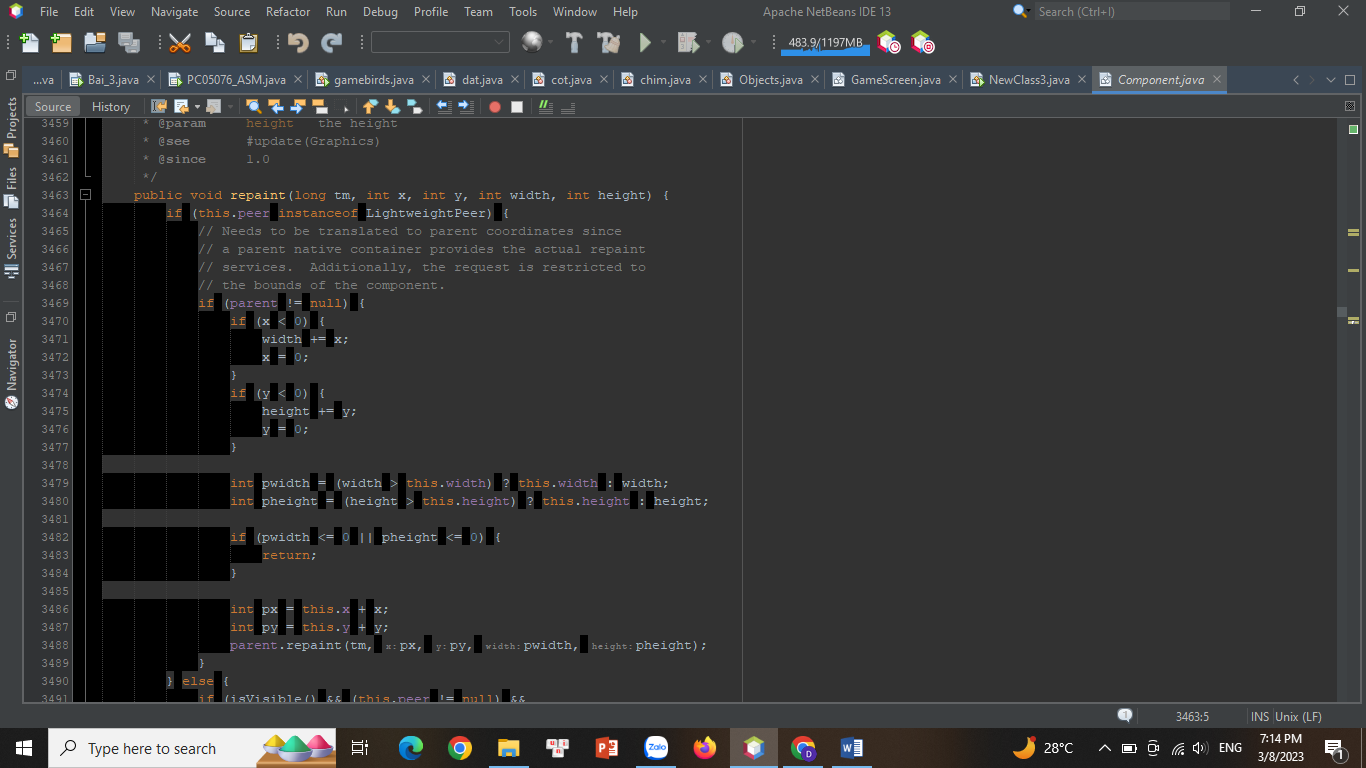 File Edit View Navigate Source Refactor Run Debug Profile Team Tools Window Help Apache NetBeans IDE 13 Search (Ctrl+I)
483.9/1197MB
...va Bai_3.java PC05076_ASM.java gamebirds.java dat.java cot.java chim.java Objects.java GameScreen.java NewClass3.java Component.java
Source History
Projects
Files
Services
Navigator
3459 * @param height the height
3460 * @see #update(Graphics)
3461 * @since 1.0
3462 */
3463 public void repaint(long tm, int x, int y, int width, int height) {
3464 if (this.peer instanceof LightweightPeer) {
3465 // Needs to be translated to parent coordinates since
3466 // a parent native container provides the actual repaint
3467 // services. Additionally, the request is restricted to
3468 // the bounds of the component.
3469 if (parent != null) {
3470 if (x < 0) {
3471 width += x;
3472 x = 0;
3473 }
3474 if (y < 0) {
3475 height += y;
3476 y = 0;
3477 }
3478
3479 int pwidth = (width > this.width) ? this.width : width;
3480 int pheight = (height > this.height) ? this.height : height;
3481
3482 if (pwidth <= 0 || pheight <= 0) {
3483 return;
3484 }
3485
3486 int px = this.x + x;
3487 int py = this.y + y;
3488 parent.repaint(tm, x: px, y: py, width: pwidth, height: pheight);
3489 }
3490 } else {
3491 if (isVisible() && (this.peer != null) &&
1 3463:5 INS Unix (LF)
Type here to search Zalo D W 28°C ENG 7:14 PM
3/8/2023 1